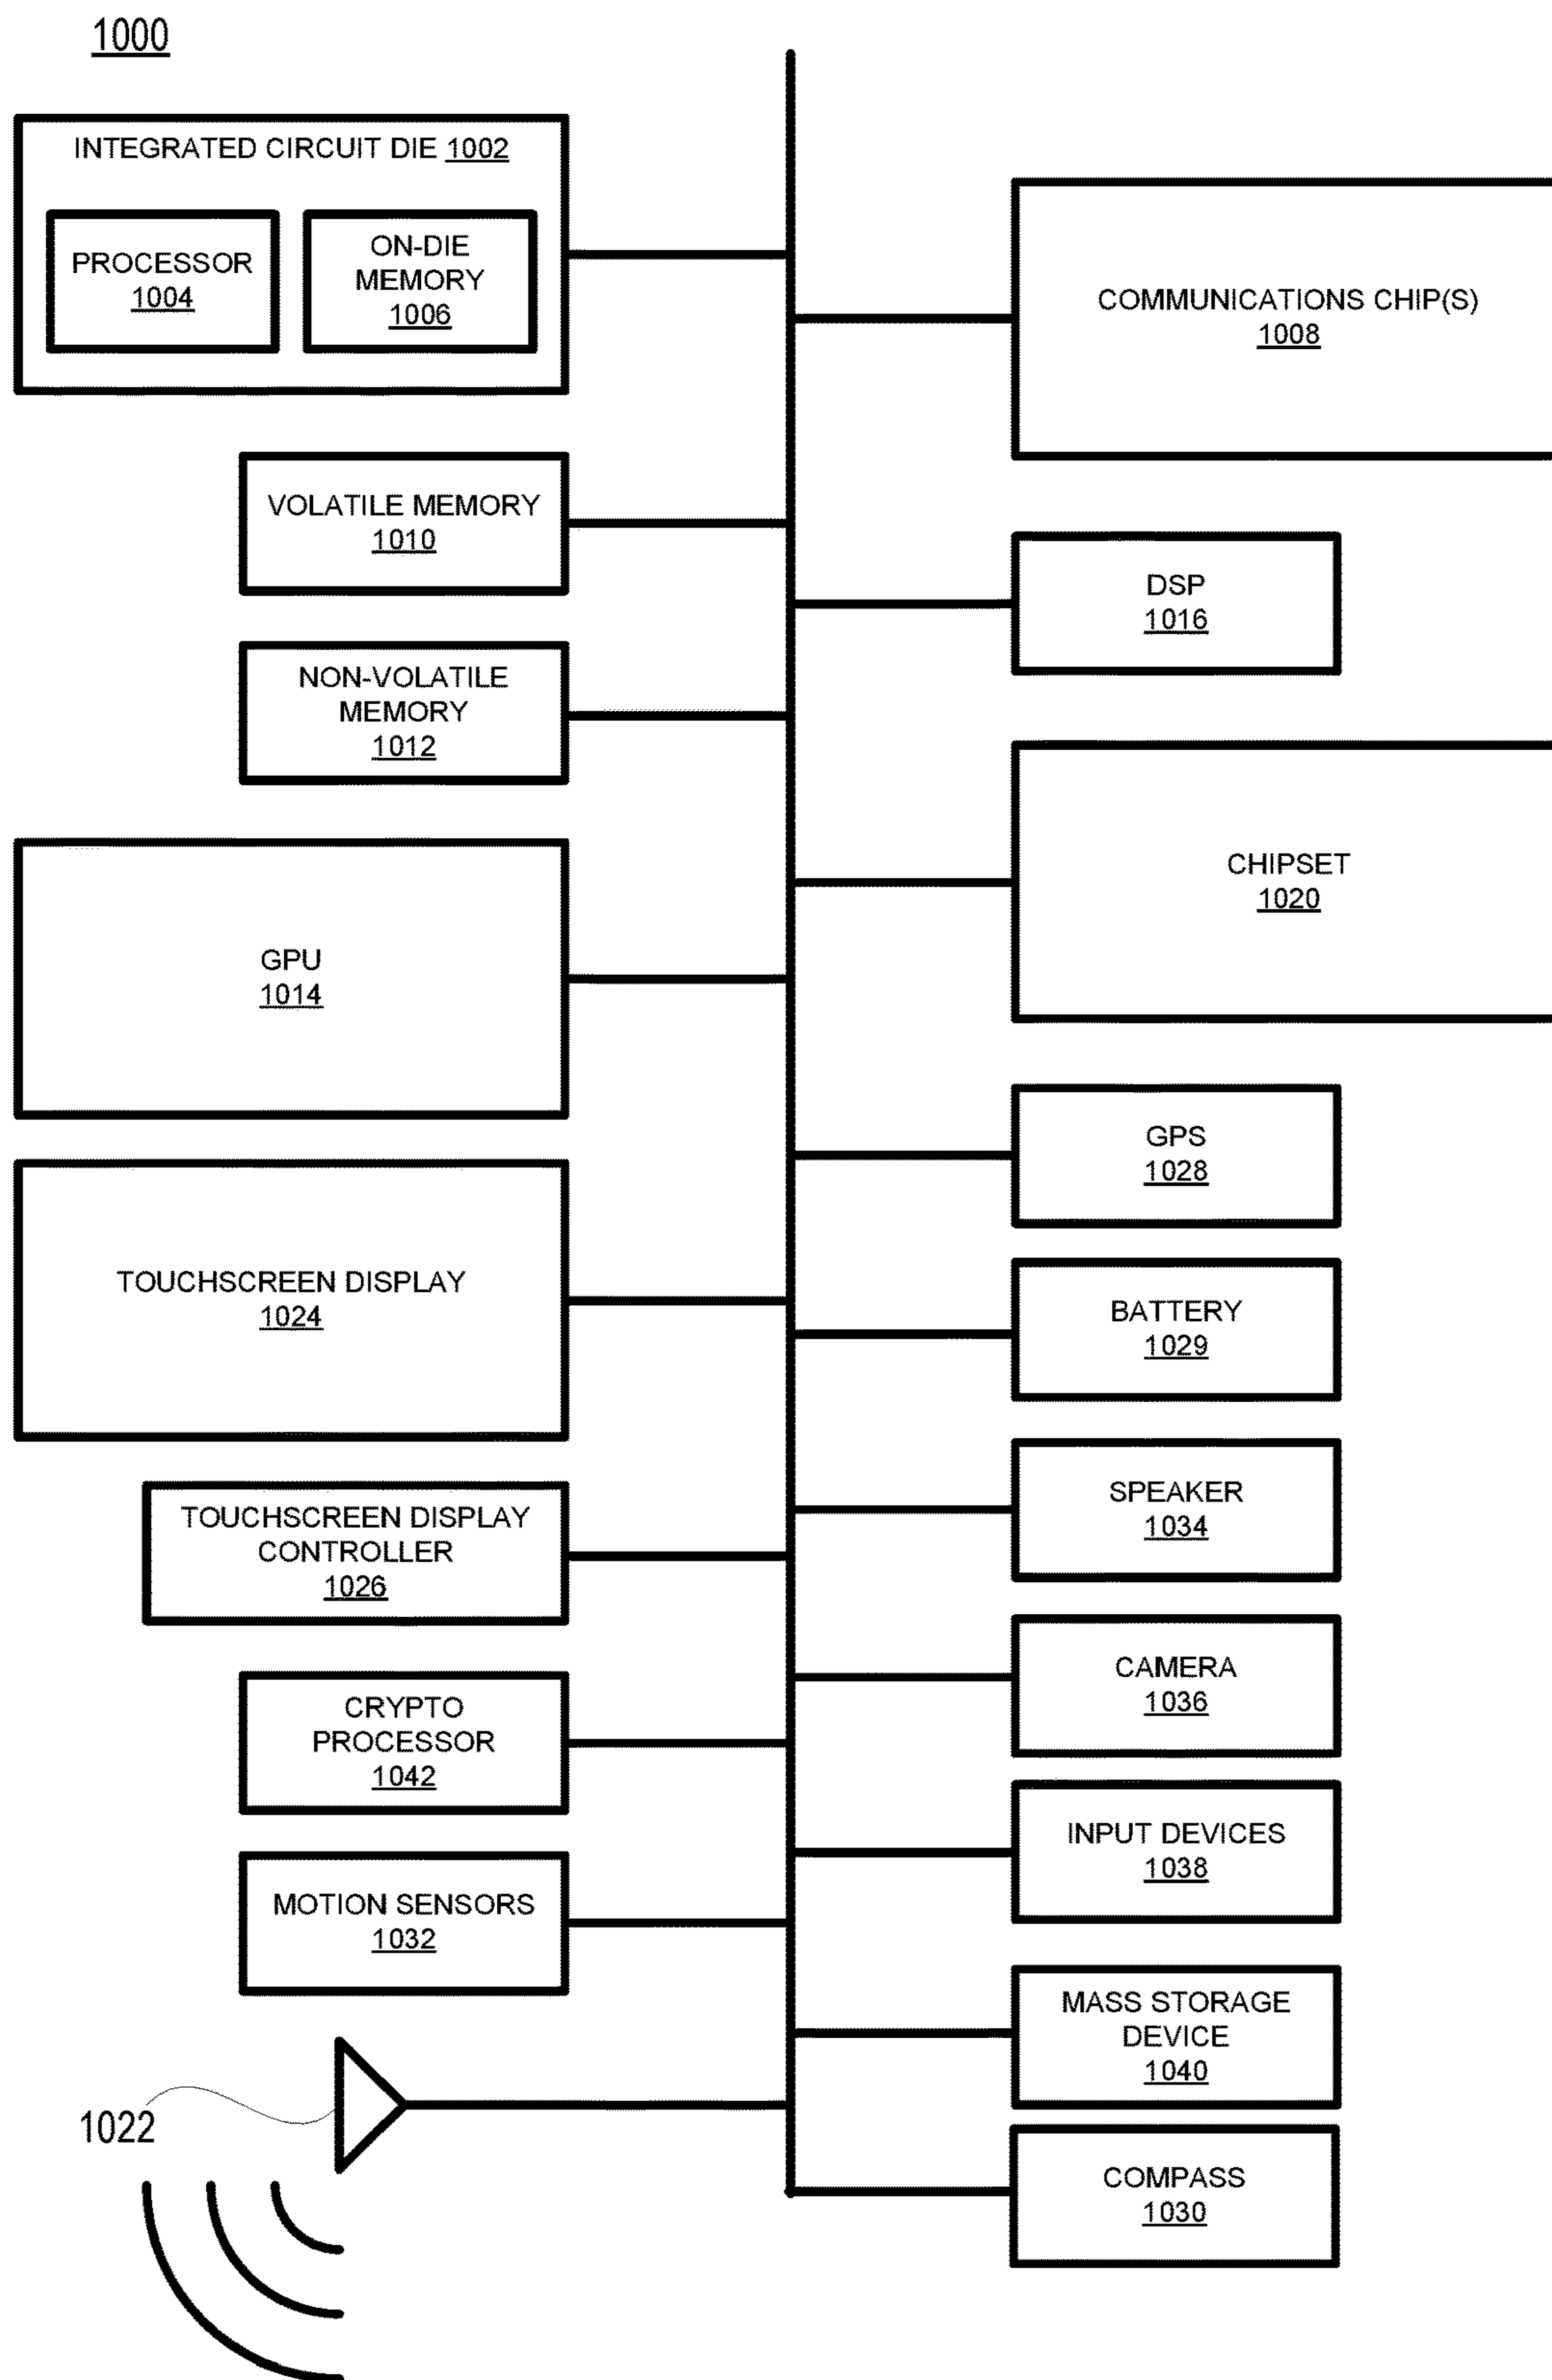 1000
INTEGRATED CIRCUIT DIE 1002
PROCESSOR
1004
ON-DIE
MEMORY
1006
COMMUNICATIONS CHIP(S)
1008
VOLATILE MEMORY
1010
DSP
1016
NON-VOLATILE
MEMORY
1012
CHIPSET
1020
GPU
1014
GPS
1028
TOUCHSCREEN DISPLAY
1024
BATTERY
1029
SPEAKER
1034
TOUCHSCREEN DISPLAY
CONTROLLER
1026
CAMERA
1036
CRYPTO
PROCESSOR
1042
INPUT DEVICES
1038
MOTION SENSORS
1032
MASS STORAGE
DEVICE
1040
1022
COMPASS
1030